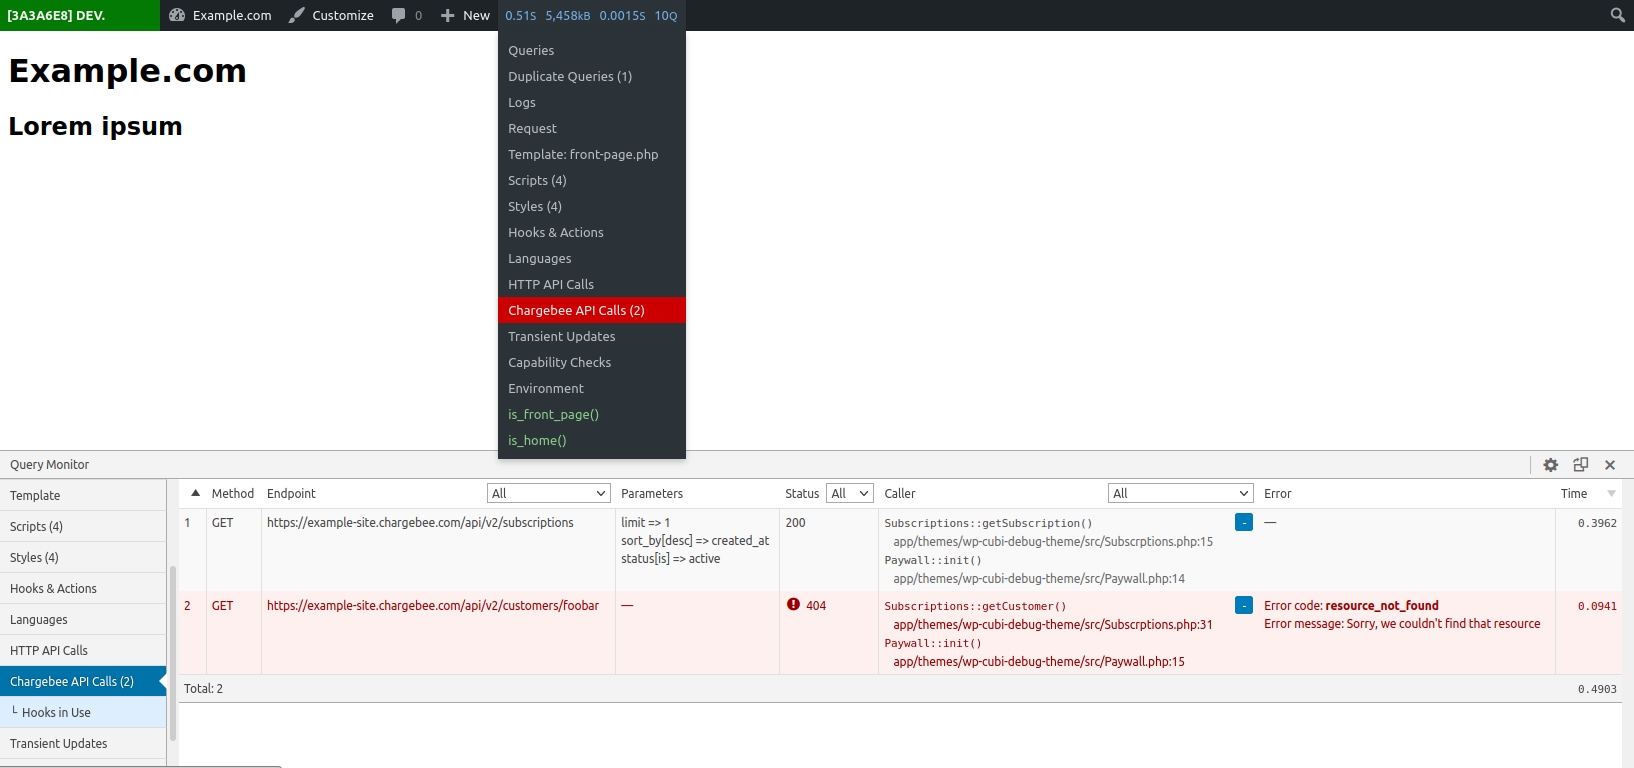 [3A3A6E8] DEV. Example.com Customize 0 New 0.51S 5,458kB 0.0015S 10Q
Example.com
Lorem ipsum
Queries
Duplicate Queries (1)
Logs
Request
Template: front-page.php
Scripts (4)
Styles (4)
Hooks & Actions
Languages
HTTP API Calls
Chargebee API Calls (2)
Transient Updates
Capability Checks
Environment
is_front_page()
is_home()
Query Monitor
Template
Scripts (4)
Styles (4)
Hooks & Actions
Languages
HTTP API Calls
Chargebee API Calls (2)
└ Hooks in Use
Transient Updates
▲ Method Endpoint All Parameters Status All Caller All Error Time ▼
1 GET https://example-site.chargebee.com/api/v2/subscriptions
limit => 1
sort_by[desc] => created_at
status[is] => active
200
Subscriptions::getSubscription()
app/themes/wp-cubi-debug-theme/src/Subscrptions.php:15
Paywall::init()
app/themes/wp-cubi-debug-theme/src/Paywall.php:14
- — 0.3962
2 GET https://example-site.chargebee.com/api/v2/customers/foobar — 404
Subscriptions::getCustomer()
app/themes/wp-cubi-debug-theme/src/Subscrptions.php:31
Paywall::init()
app/themes/wp-cubi-debug-theme/src/Paywall.php:15
-
Error code: resource_not_found
Error message: Sorry, we couldn't find that resource
0.0941
Total: 2 0.4903